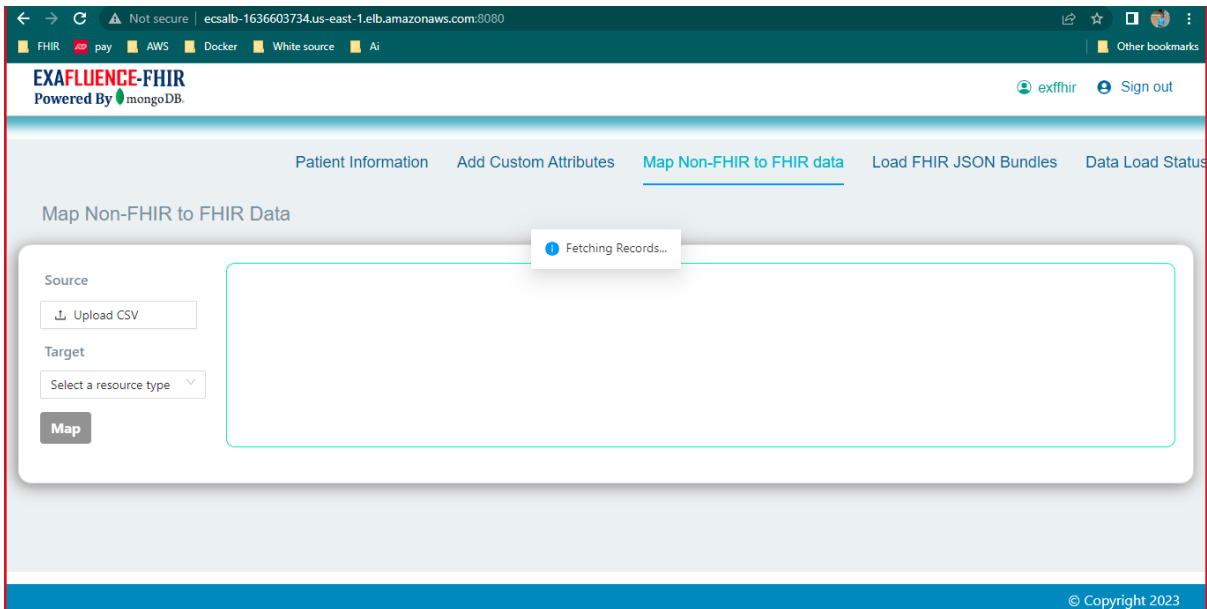 Not secure ecsalb-1636603734.us-east-1.elb.amazonaws.com:8080
FHIR pay AWS Docker White source Ai Other bookmarks
EXAFLUENCE-FHIR
Powered By mongoDB.
exffhir Sign out
Patient Information Add Custom Attributes Map Non-FHIR to FHIR data Load FHIR JSON Bundles Data Load Status
Map Non-FHIR to FHIR Data
Fetching Records...
Source
Upload CSV
Target
Select a resource type
Map
© Copyright 2023